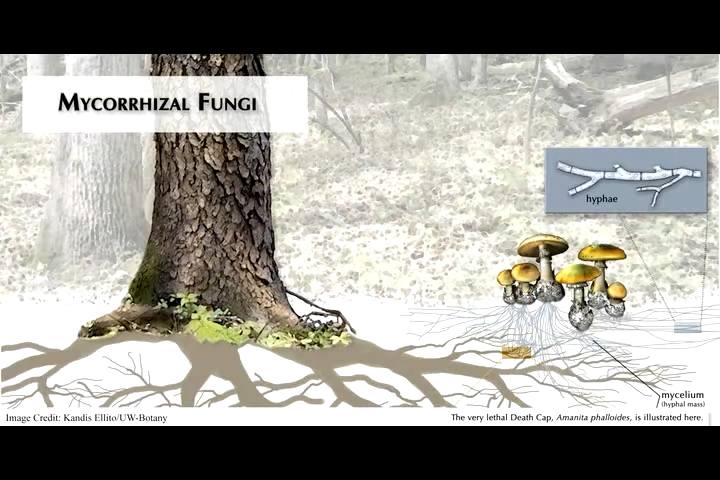 MYCORRHIZAL FUNGI
hyphae
mycelium
(hyphal mass)
Image Credit: Kandis Ellito/UW-Botany
The very lethal Death Cap, Amanita phalloides, is illustrated here.